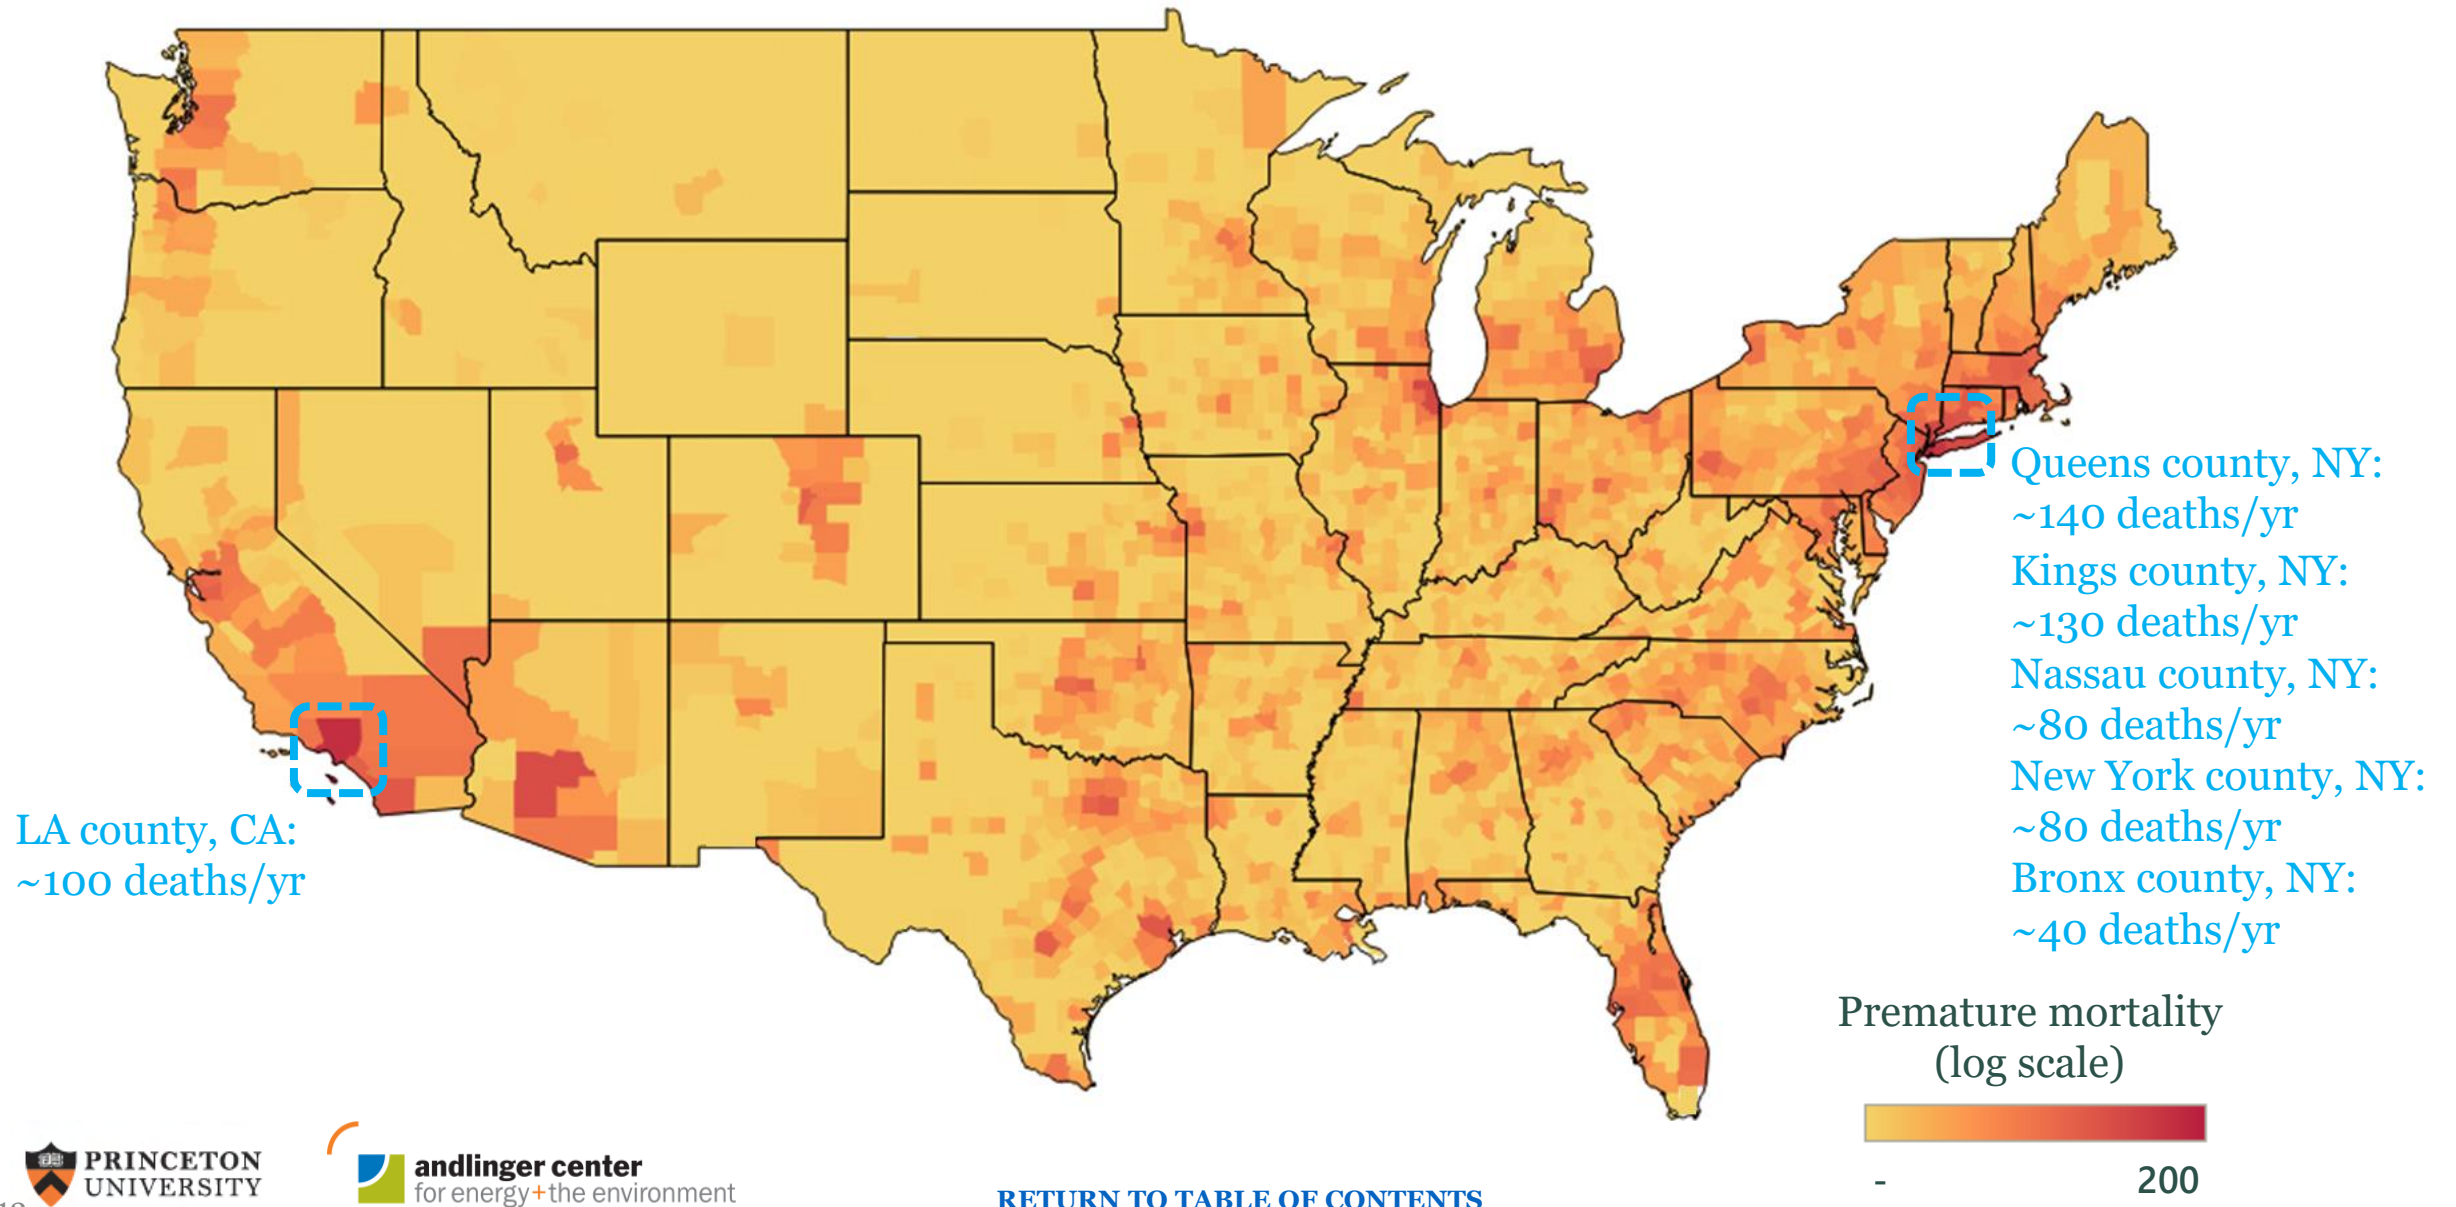 Queens county, NY:
~140 deaths/yr
Kings county, NY:
~130 deaths/yr
Nassau county, NY:
~80 deaths/yr
New York county, NY:
~80 deaths/yr
Bronx county, NY:
~40 deaths/yr
LA county, CA:
~100 deaths/yr
Premature mortality
(log scale)
- 200
PRINCETON
UNIVERSITY
andlinger center
for energy+the environment
RETURN TO TABLE OF CONTENTS